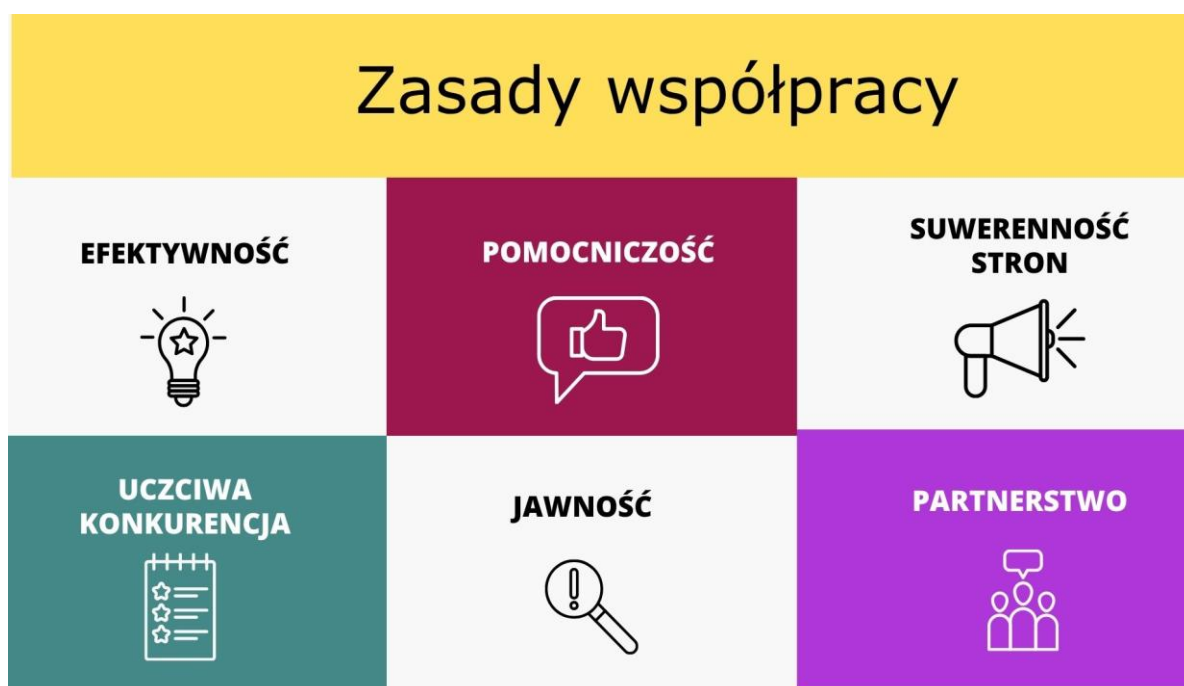 Zasady współpracy
EFEKTYWNOŚĆ
POMOCNICZOŚĆ
SUWERENNOŚĆ
STRON
UCZCIWA
KONKURENCJA
JAWNOŚĆ
PARTNERSTWO